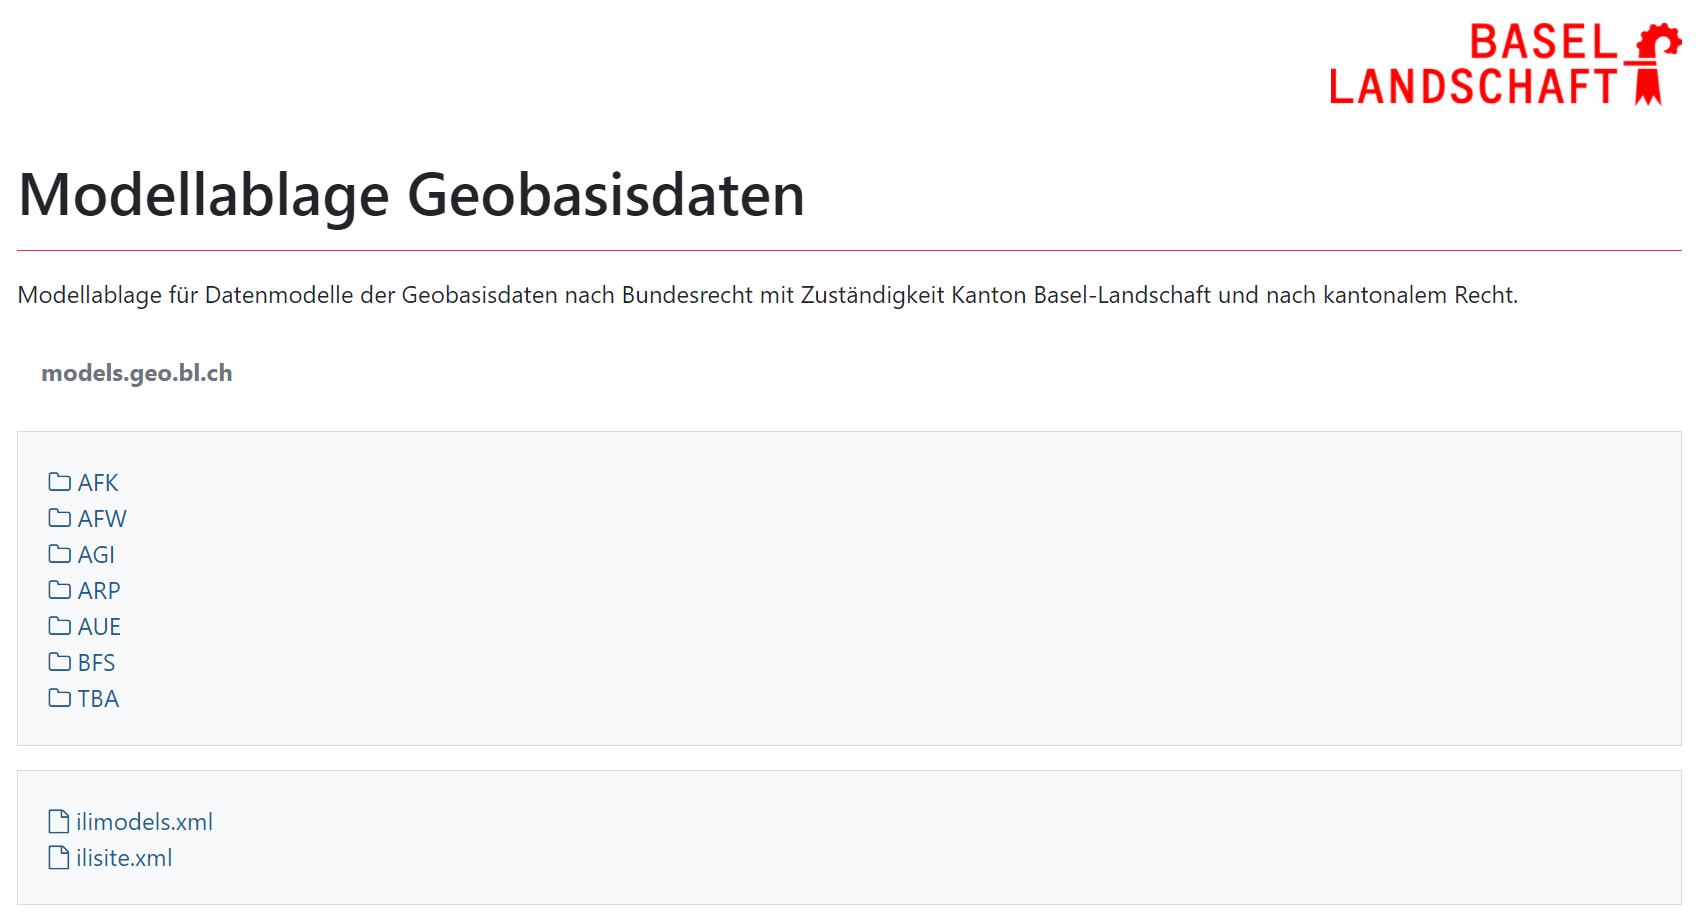 BASEL
LANDSCHAFT
Modellablage Geobasisdaten
Modellablage für Datenmodelle der Geobasisdaten nach Bundesrecht mit Zuständigkeit Kanton Basel-Landschaft und nach kantonalem Recht.
models.geo.bl.ch
AFK
AFW
AGI
ARP
AUE
BFS
TBA
ilimodels.xml
ilisite.xml